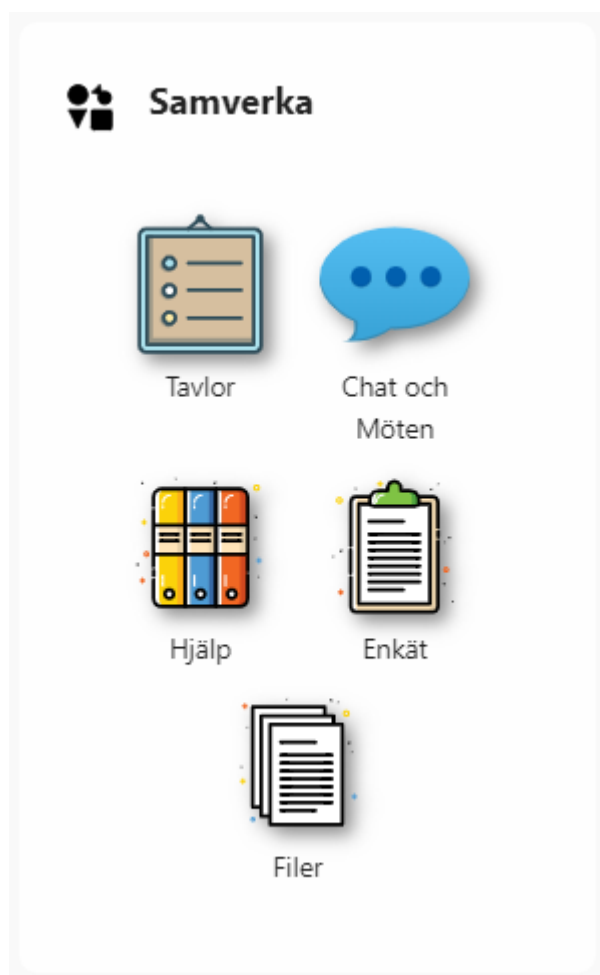 Samverka
Tavlor
Chat och
Möten
Hjälp
Enkät
Filer